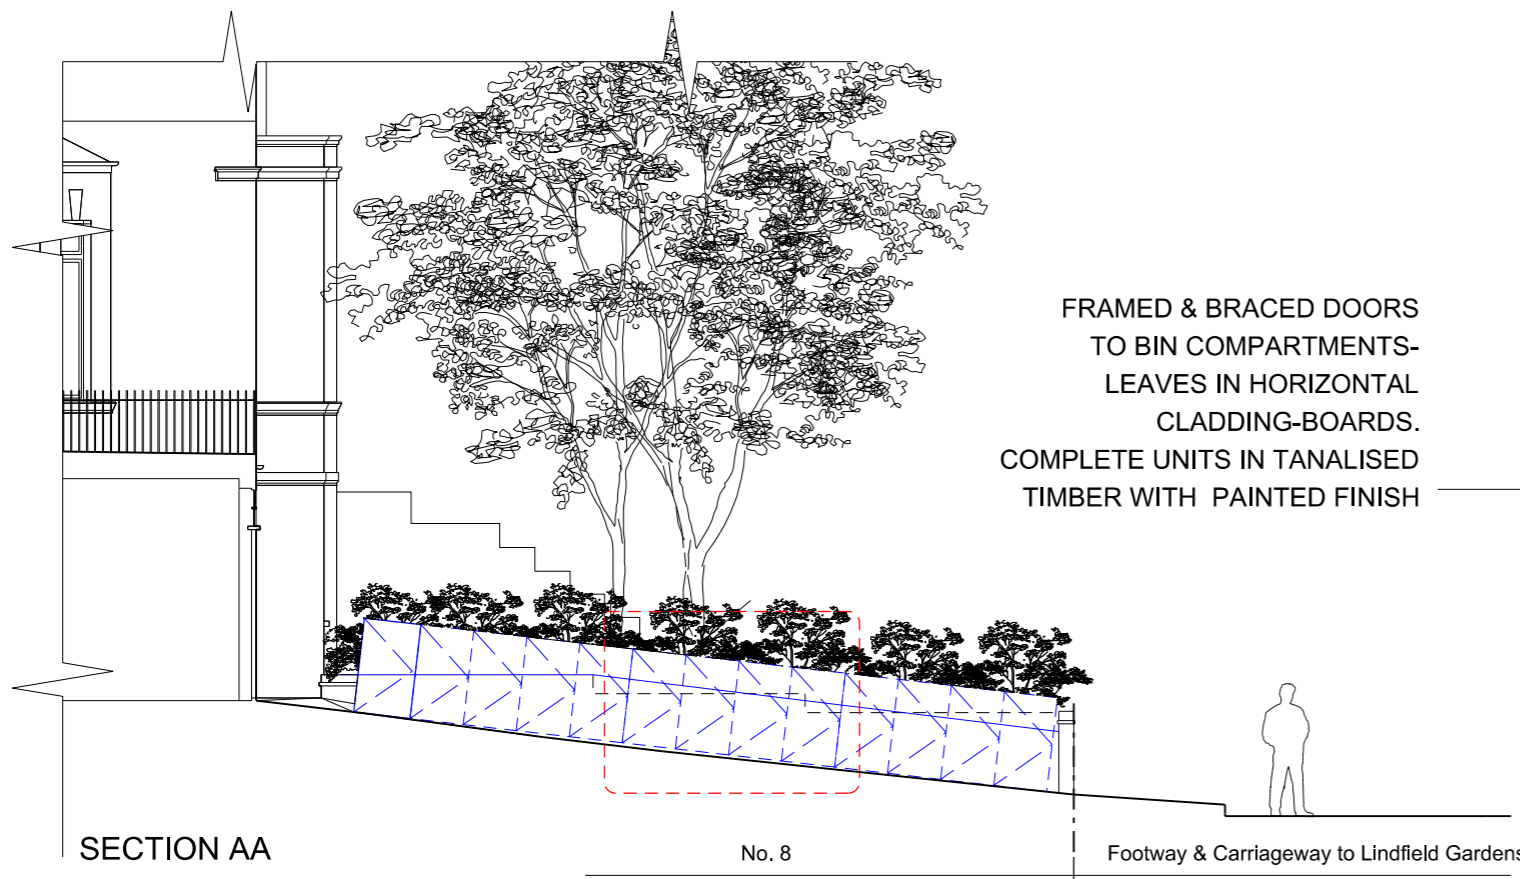 FRAMED & BRACED DOORS
TO BIN COMPARTMENTS-
LEAVES IN HORIZONTAL
CLADDING-BOARDS.
COMPLETE UNITS IN TANALISED
TIMBER WITH PAINTED FINISH
SECTION AA
No. 8
Footway & Carriageway to Lindfield Gardens